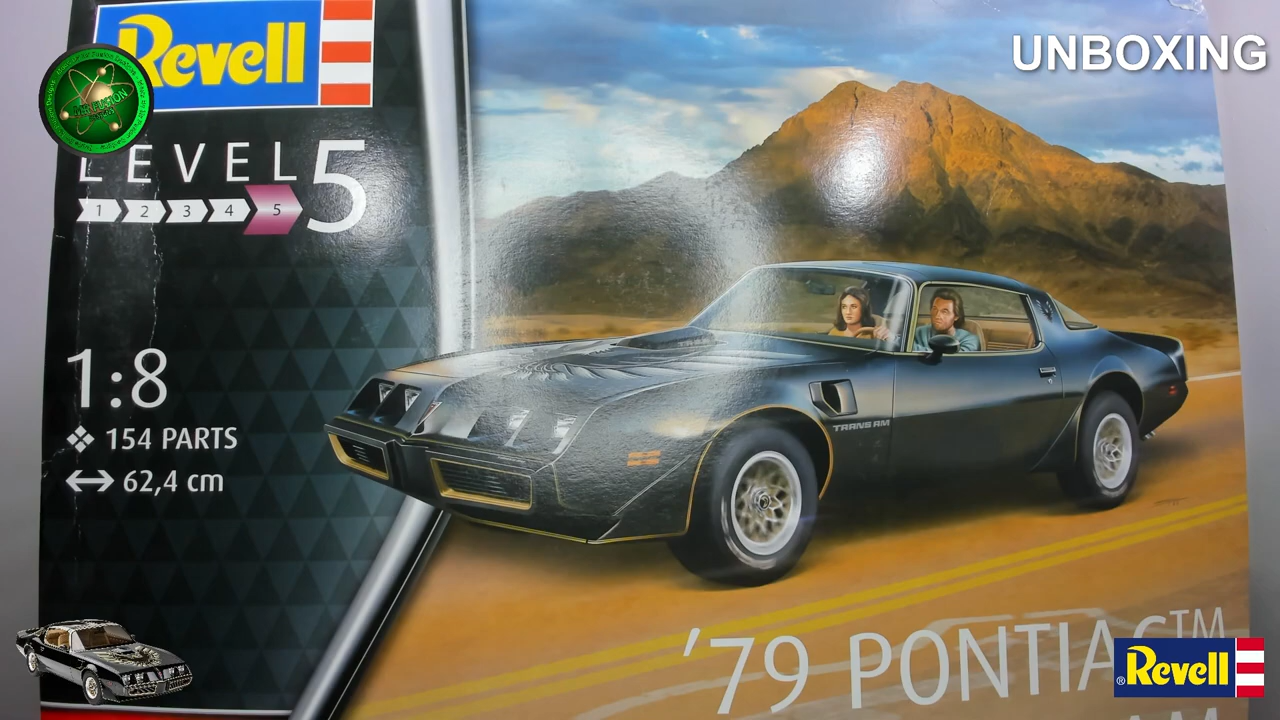 Revell
UNBOXING
LEVEL 5
1 2 3 4 5
1:8
154 PARTS
62,4 cm
TRANS AM
'79 PONTIAC™
AM
® Revell